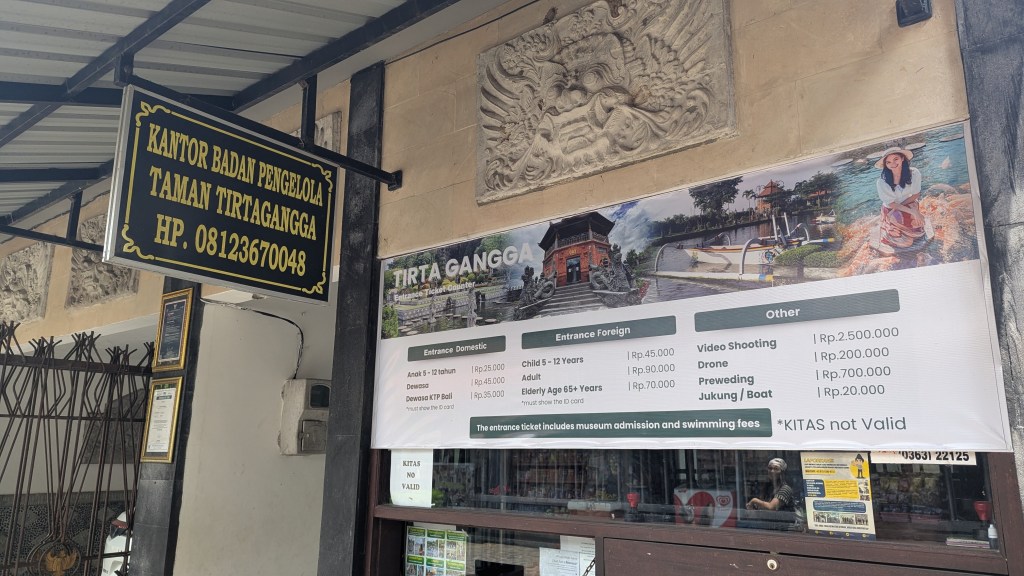 KANTOR BADAN PENGELOLA
TAMAN TIRTAGANGGA
HP. 08123670048
TIRTA GANGGA
Counter
Entrance Domestic
Anak 5 - 12 tahun | Rp.25.000
Dewasa | Rp.45.000
Dewasa KTP Bali | Rp.35.000
*must show the ID card
Entrance Foreign
Child 5 - 12 Years | Rp.45.000
Adult | Rp.90.000
Elderly Age 65+ Years | Rp.70.000
*must show the ID card
Other
Video Shooting | Rp.2.500.000
Drone | Rp.200.000
Preweding | Rp.700.000
Jukung / Boat | Rp.20.000
The entrance ticket includes museum admission and swimming fees
*KITAS not Valid
KITAS
NO
VALID
(0363) 22125